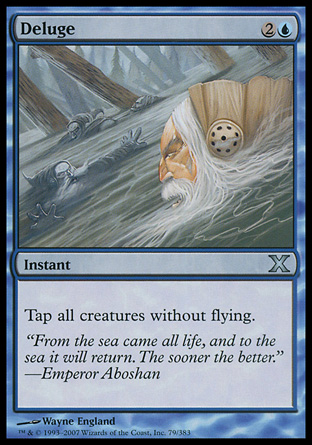 Deluge 2
Instant X
Tap all creatures without flying.
“From the sea came all life, and to the
sea it will return. The sooner the better.”
—Emperor Aboshan
Wayne England
™ & © 1993–2007 Wizards of the Coast, Inc. 79/383